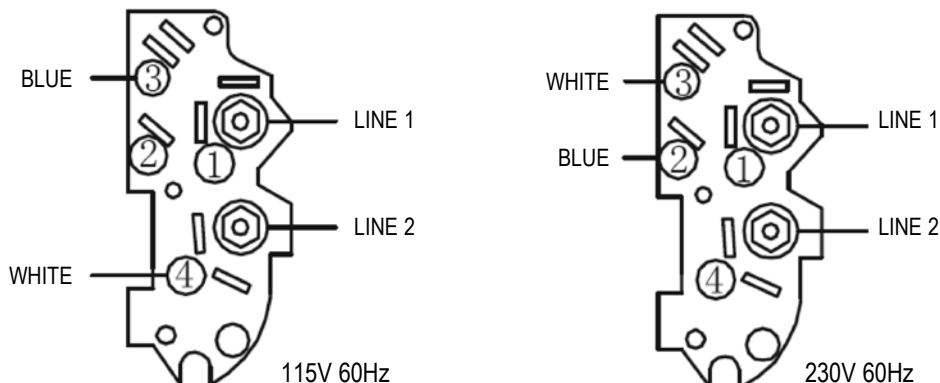 BLUE
3
LINE 1
2
1
LINE 2
WHITE
4
115V 60Hz
WHITE
3
LINE 1
BLUE
2
1
LINE 2
4
230V 60Hz